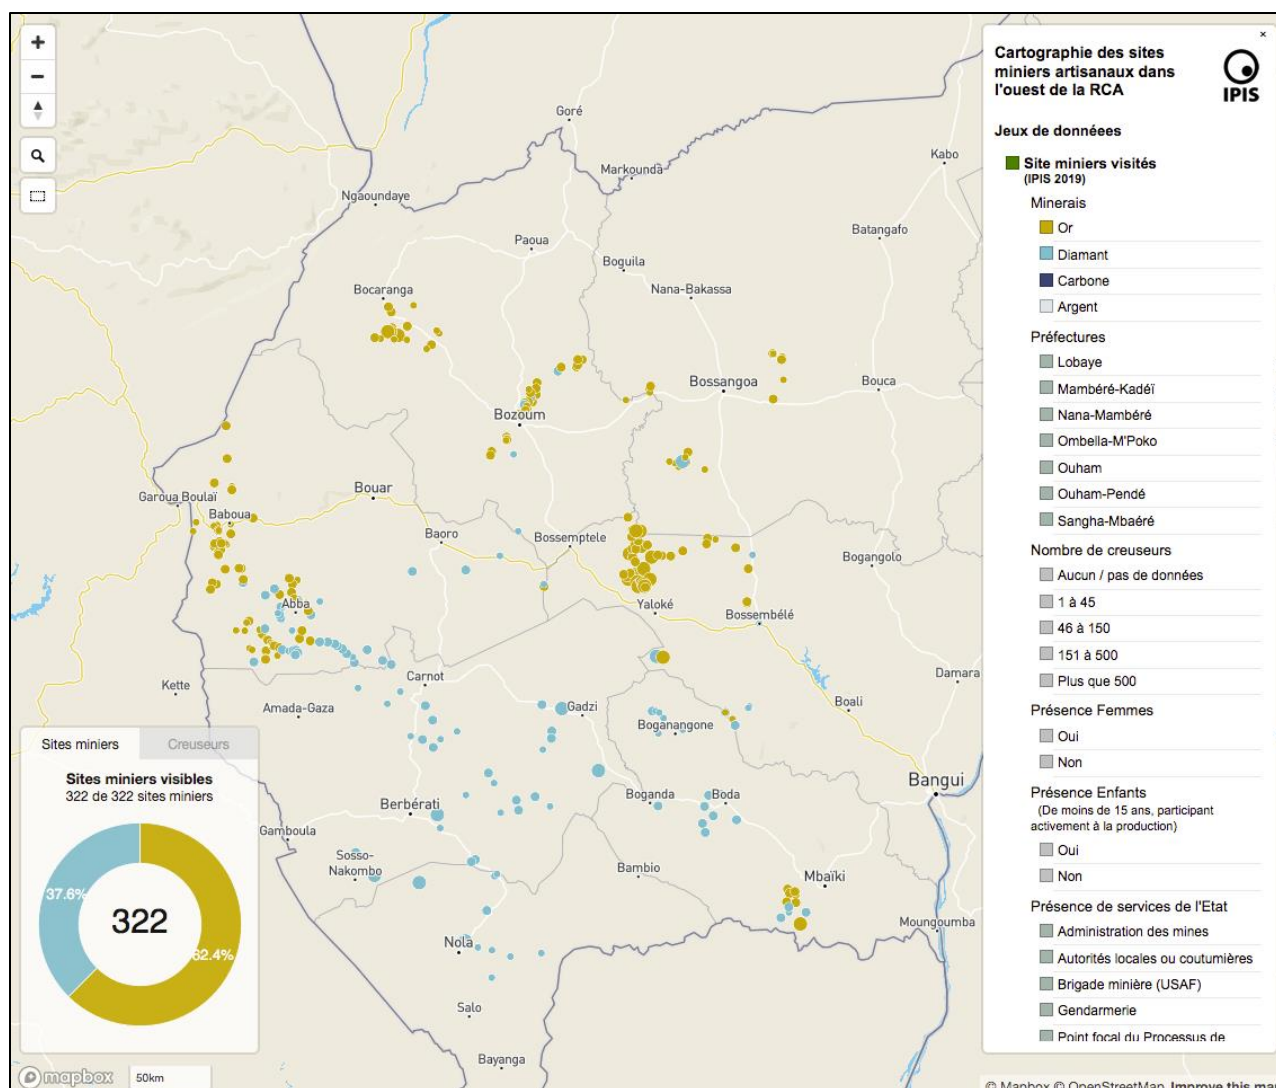 +
−
×
Cartographie des sites
miniers artisanaux dans
l'ouest de la RCA
IPIS
Jeux de donnéees
Site miniers visités
(IPIS 2019)
Minerais
Or
Diamant
Carbone
Argent
Préfectures
Lobaye
Mambéré-Kadéï
Nana-Mambéré
Ombella-M'Poko
Ouham
Ouham-Pendé
Sangha-Mbaéré
Nombre de creuseurs
Aucun / pas de données
1 à 45
46 à 150
151 à 500
Plus que 500
Présence Femmes
Oui
Non
Présence Enfants
(De moins de 15 ans, participant
activement à la production)
Oui
Non
Présence de services de l'Etat
Administration des mines
Autorités locales ou coutumières
Brigade minière (USAF)
Gendarmerie
Point focal du Processus de
Goré
Kabo
Markounda
Ngaoundaye
Batangafo
Paoua
Boguila
Bocaranga
Nana-Bakassa
Bossangoa
Bouca
Bozoum
Bouar
Garoua Boulaï
Baboua
Baoro
Bossemptele
Bogangolo
Abba
Yaloké
Bossembélé
Carnot
Damara
Kette
Amada-Gaza
Gadzi
Boali
Boganangone
Bangui
Berbérati
Boganda
Boda
Gamboula
Sosso-
Nakombo
Bambio
Mbaïki
Moungoumba
Nola
Salo
Bayanga
Sites miniers
Creuseurs
Sites miniers visibles
322 de 322 sites miniers
37.6%
322
62.4%
mapbox
50km
© Mapbox © OpenStreetMap Improve this ma